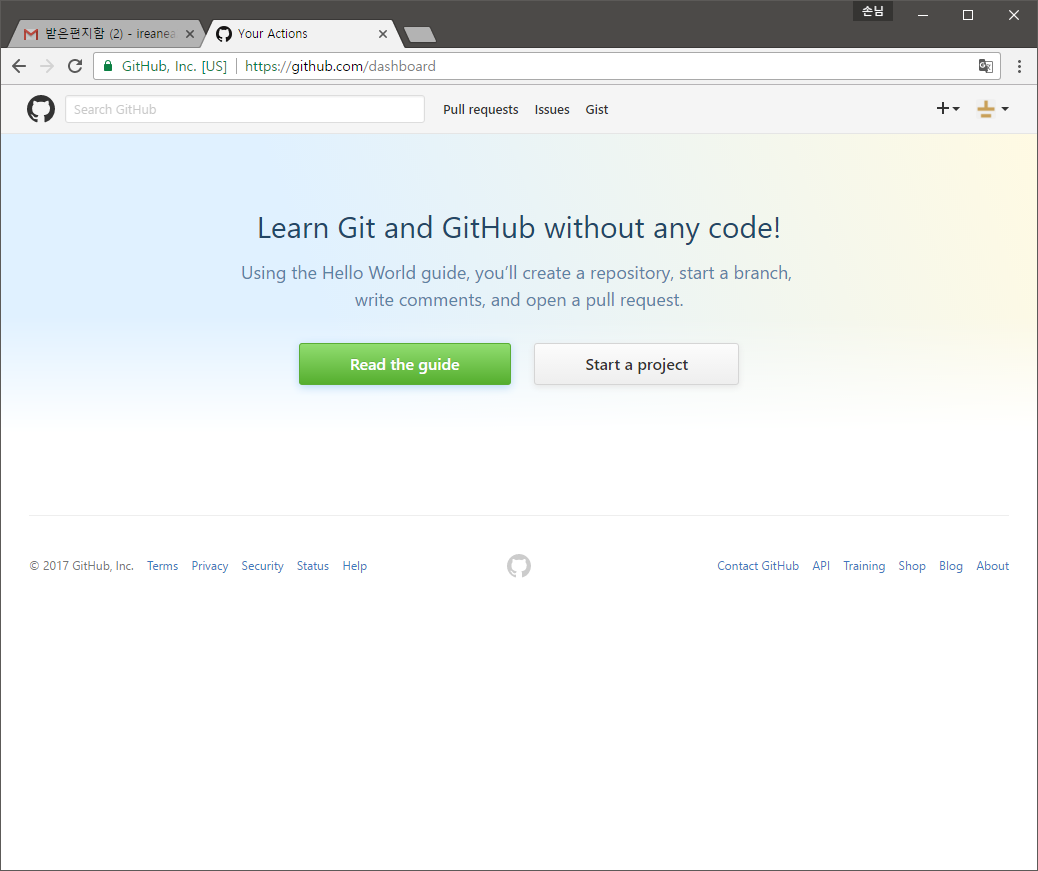 손님
받은편지함 (2) - ireanea
Your Actions
GitHub, Inc. [US] https://github.com/dashboard
Search GitHub
Pull requests Issues Gist
Learn Git and GitHub without any code!
Using the Hello World guide, you’ll create a repository, start a branch,
write comments, and open a pull request.
Read the guide Start a project
© 2017 GitHub, Inc. Terms Privacy Security Status Help Contact GitHub API Training Shop Blog About